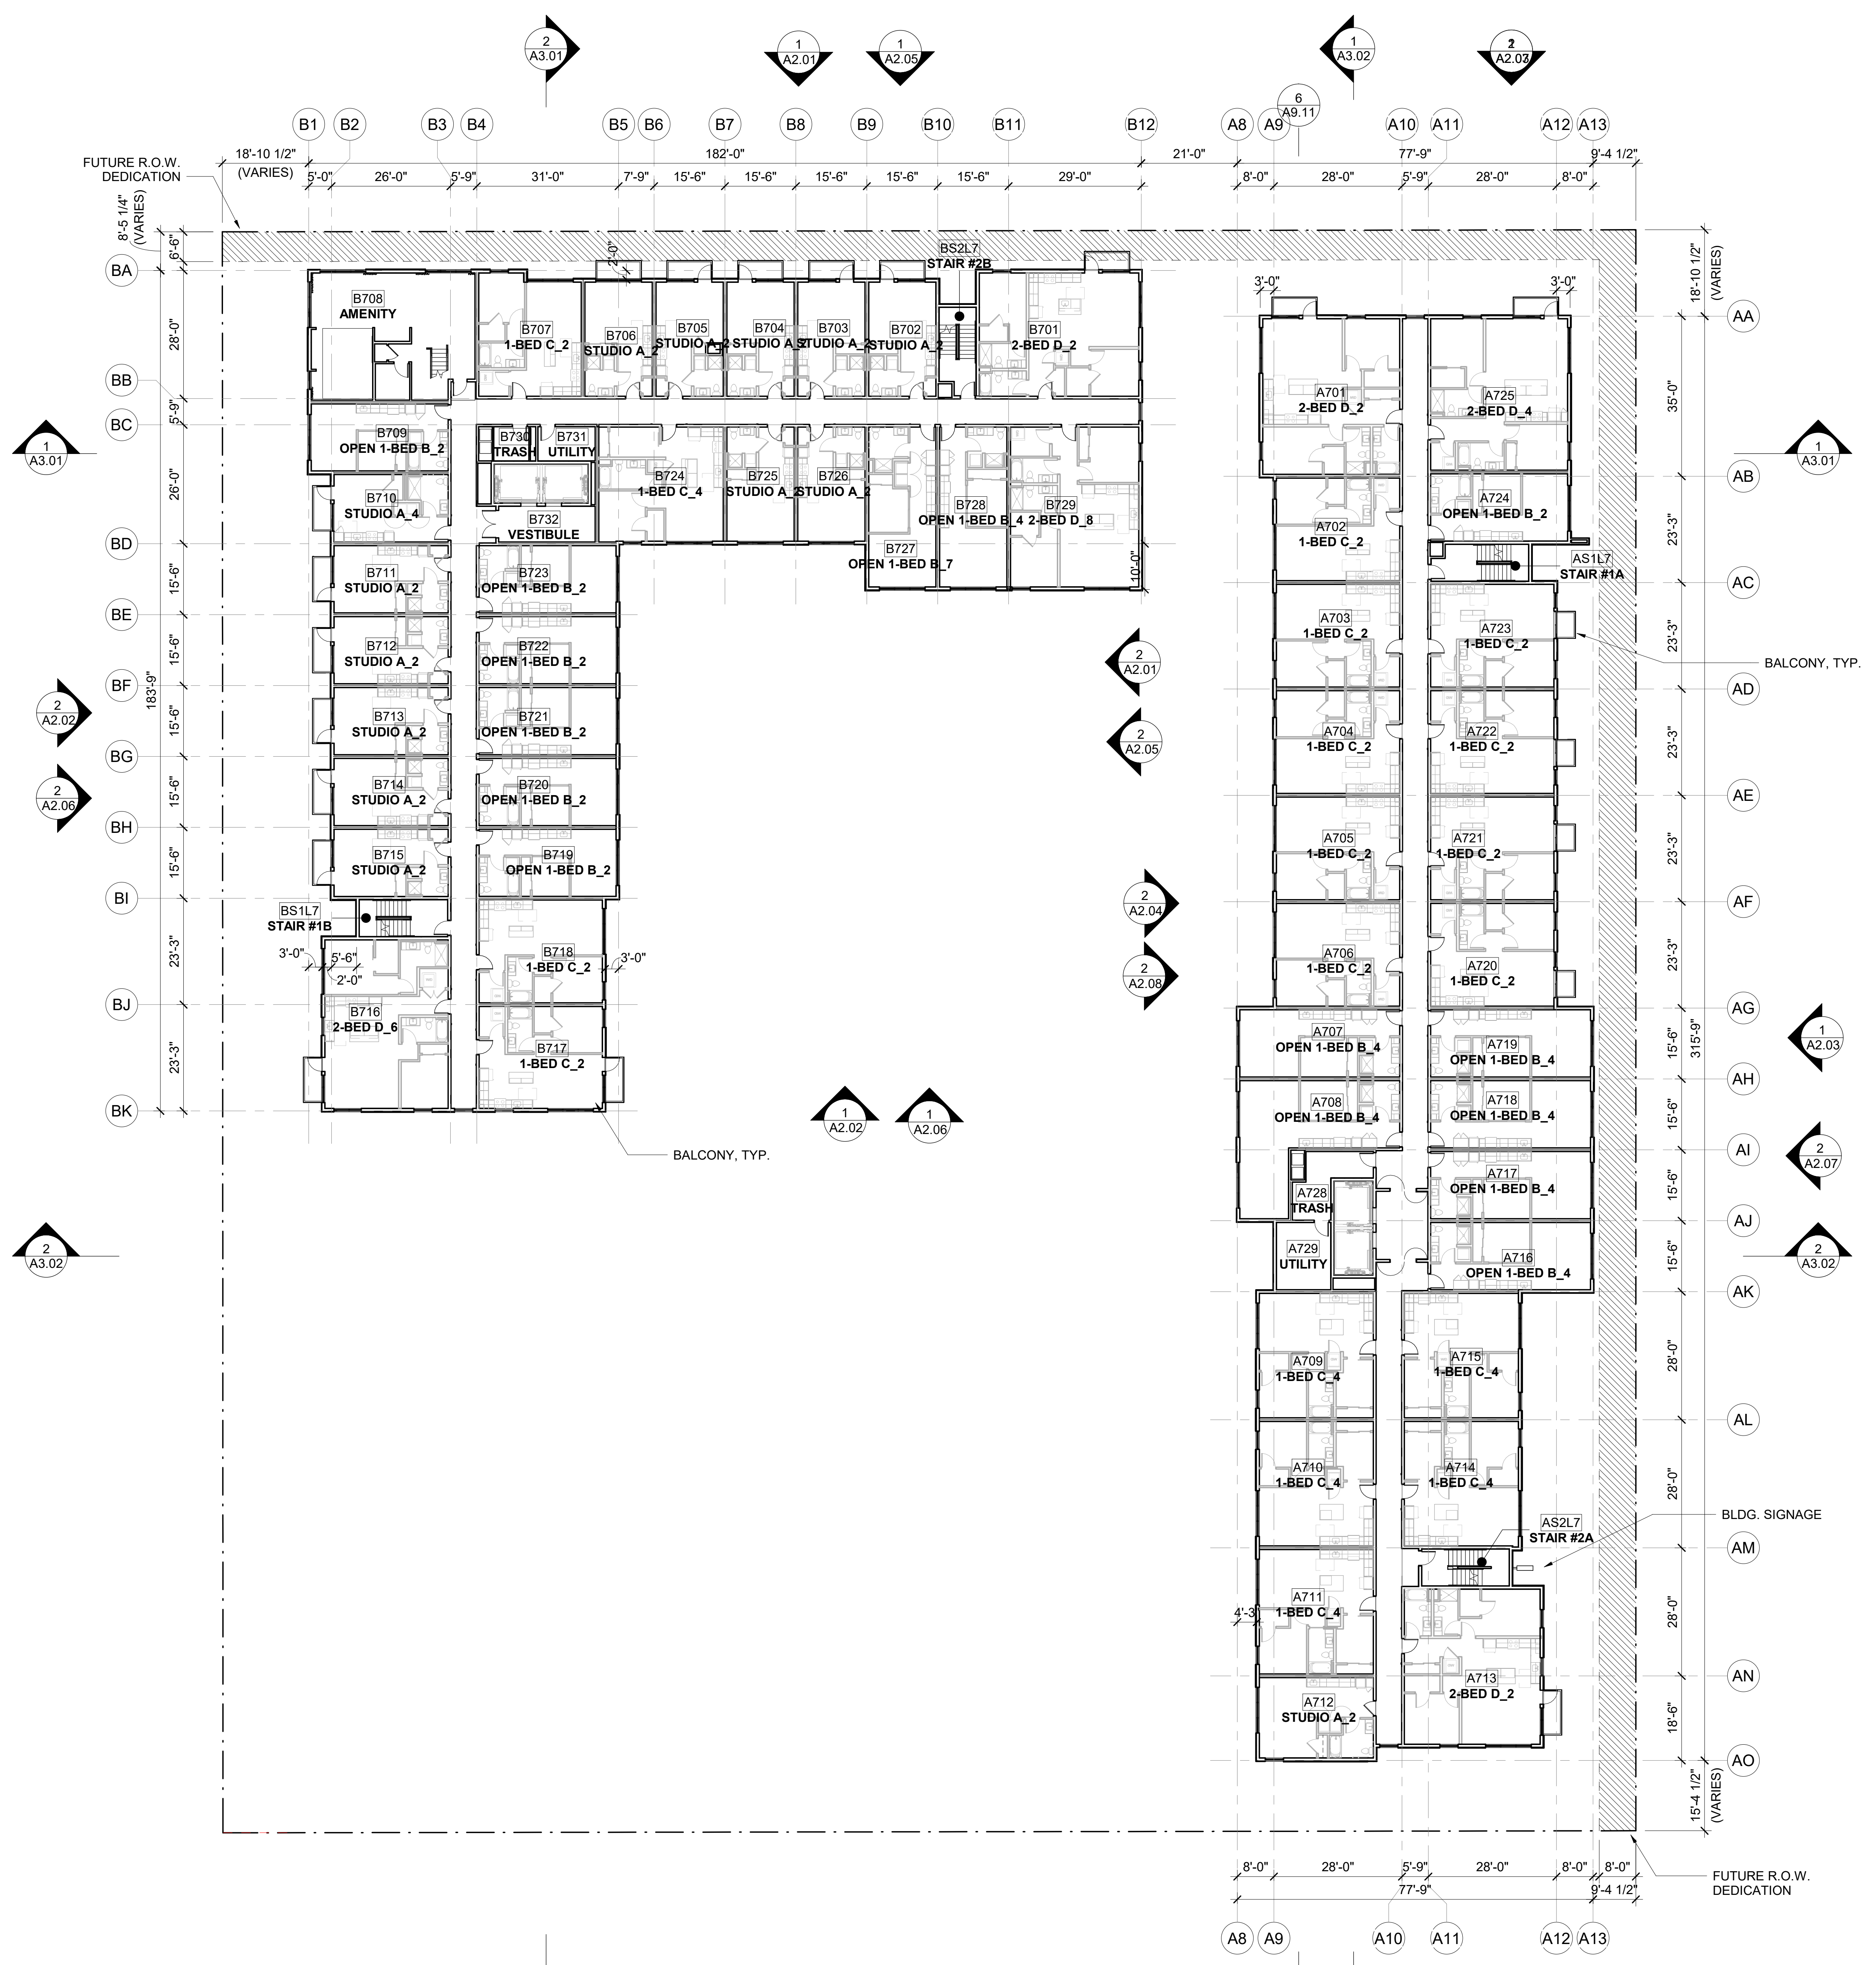 2
A3.01
1
A2.01
1
A2.05
1
A3.02
A2.03
6
A9.11
B1
B2
B3
B4
B5
B6
B7
B8
B9
B10
B11
B12
A8
A9
A10
A11
A12
A13
FUTURE R.O.W.
DEDICATION
18'-10 1/2"
(VARIES)
182'-0"
21'-0"
77'-9"
9'-4 1/2"
5'-0"
26'-0"
5'-9"
31'-0"
7'-9"
15'-6"
15'-6"
15'-6"
15'-6"
15'-6"
29'-0"
8'-0"
28'-0"
5'-9"
28'-0"
8'-0"
8'-5 1/4"
(VARIES)
6'-6"
2'-0"
BS2L7
STAIR #2B
18'-10 1/2"
(VARIES)
3'-0"
3'-0"
BA
BB
BC
BD
BE
BF
BG
BH
BI
BJ
BK
28'-0"
5'-9"
26'-0"
15'-6"
15'-6"
15'-6"
15'-6"
15'-6"
23'-3"
23'-3"
183'-9"
B708
AMENITY
B707
1-BED C_2
B706
STUDIO A_2
B705
STUDIO A_2
B704
STUDIO A_2
B703
STUDIO A_2
B702
STUDIO A_2
B701
2-BED D_2
B709
OPEN 1-BED B_2
B730
TRASH
B731
UTILITY
B724
1-BED C_4
B725
STUDIO A_2
B726
STUDIO A_2
B728
OPEN 1-BED B_4
B729
2-BED D_8
B710
STUDIO A_4
B732
VESTIBULE
B727
OPEN 1-BED B_7
10'-0"
B711
STUDIO A_2
B723
OPEN 1-BED B_2
B712
STUDIO A_2
B722
OPEN 1-BED B_2
B713
STUDIO A_2
B721
OPEN 1-BED B_2
B714
STUDIO A_2
B720
OPEN 1-BED B_2
B715
STUDIO A_2
B719
OPEN 1-BED B_2
BS1L7
STAIR #1B
3'-0"
5'-6"
2'-0"
B718
1-BED C_2
3'-0"
B716
2-BED D_6
B717
1-BED C_2
BALCONY, TYP.
1
A3.01
2
A2.02
2
A2.06
2
A3.02
2
A2.01
2
A2.05
2
A2.04
2
A2.08
1
A2.02
1
A2.06
A701
2-BED D_2
A725
2-BED D_4
A702
1-BED C_2
A724
OPEN 1-BED B_2
AS1L7
STAIR #1A
A703
1-BED C_2
A723
1-BED C_2
BALCONY, TYP.
A704
1-BED C_2
A722
1-BED C_2
A705
1-BED C_2
A721
1-BED C_2
A706
1-BED C_2
A720
1-BED C_2
A707
OPEN 1-BED B_4
A719
OPEN 1-BED B_4
A708
OPEN 1-BED B_4
A718
OPEN 1-BED B_4
A717
OPEN 1-BED B_4
A728
TRASH
A729
UTILITY
A716
OPEN 1-BED B_4
A709
1-BED C_4
A715
1-BED C_4
A710
1-BED C_4
A714
1-BED C_4
AS2L7
STAIR #2A
BLDG. SIGNAGE
A711
1-BED C_4
4'-3
A713
2-BED D_2
A712
STUDIO A_2
AA
AB
AC
AD
AE
AF
AG
AH
AI
AJ
AK
AL
AM
AN
AO
35'-0"
23'-3"
23'-3"
23'-3"
23'-3"
23'-3"
15'-6"
15'-6"
15'-6"
15'-6"
28'-0"
28'-0"
28'-0"
18'-6"
315'-9"
15'-4 1/2"
(VARIES)
1
A3.01
1
A2.03
2
A2.07
2
A3.02
8'-0"
28'-0"
5'-9"
28'-0"
8'-0"
8'-0"
77'-9"
9'-4 1/2"
FUTURE R.O.W.
DEDICATION
A8
A9
A10
A11
A12
A13